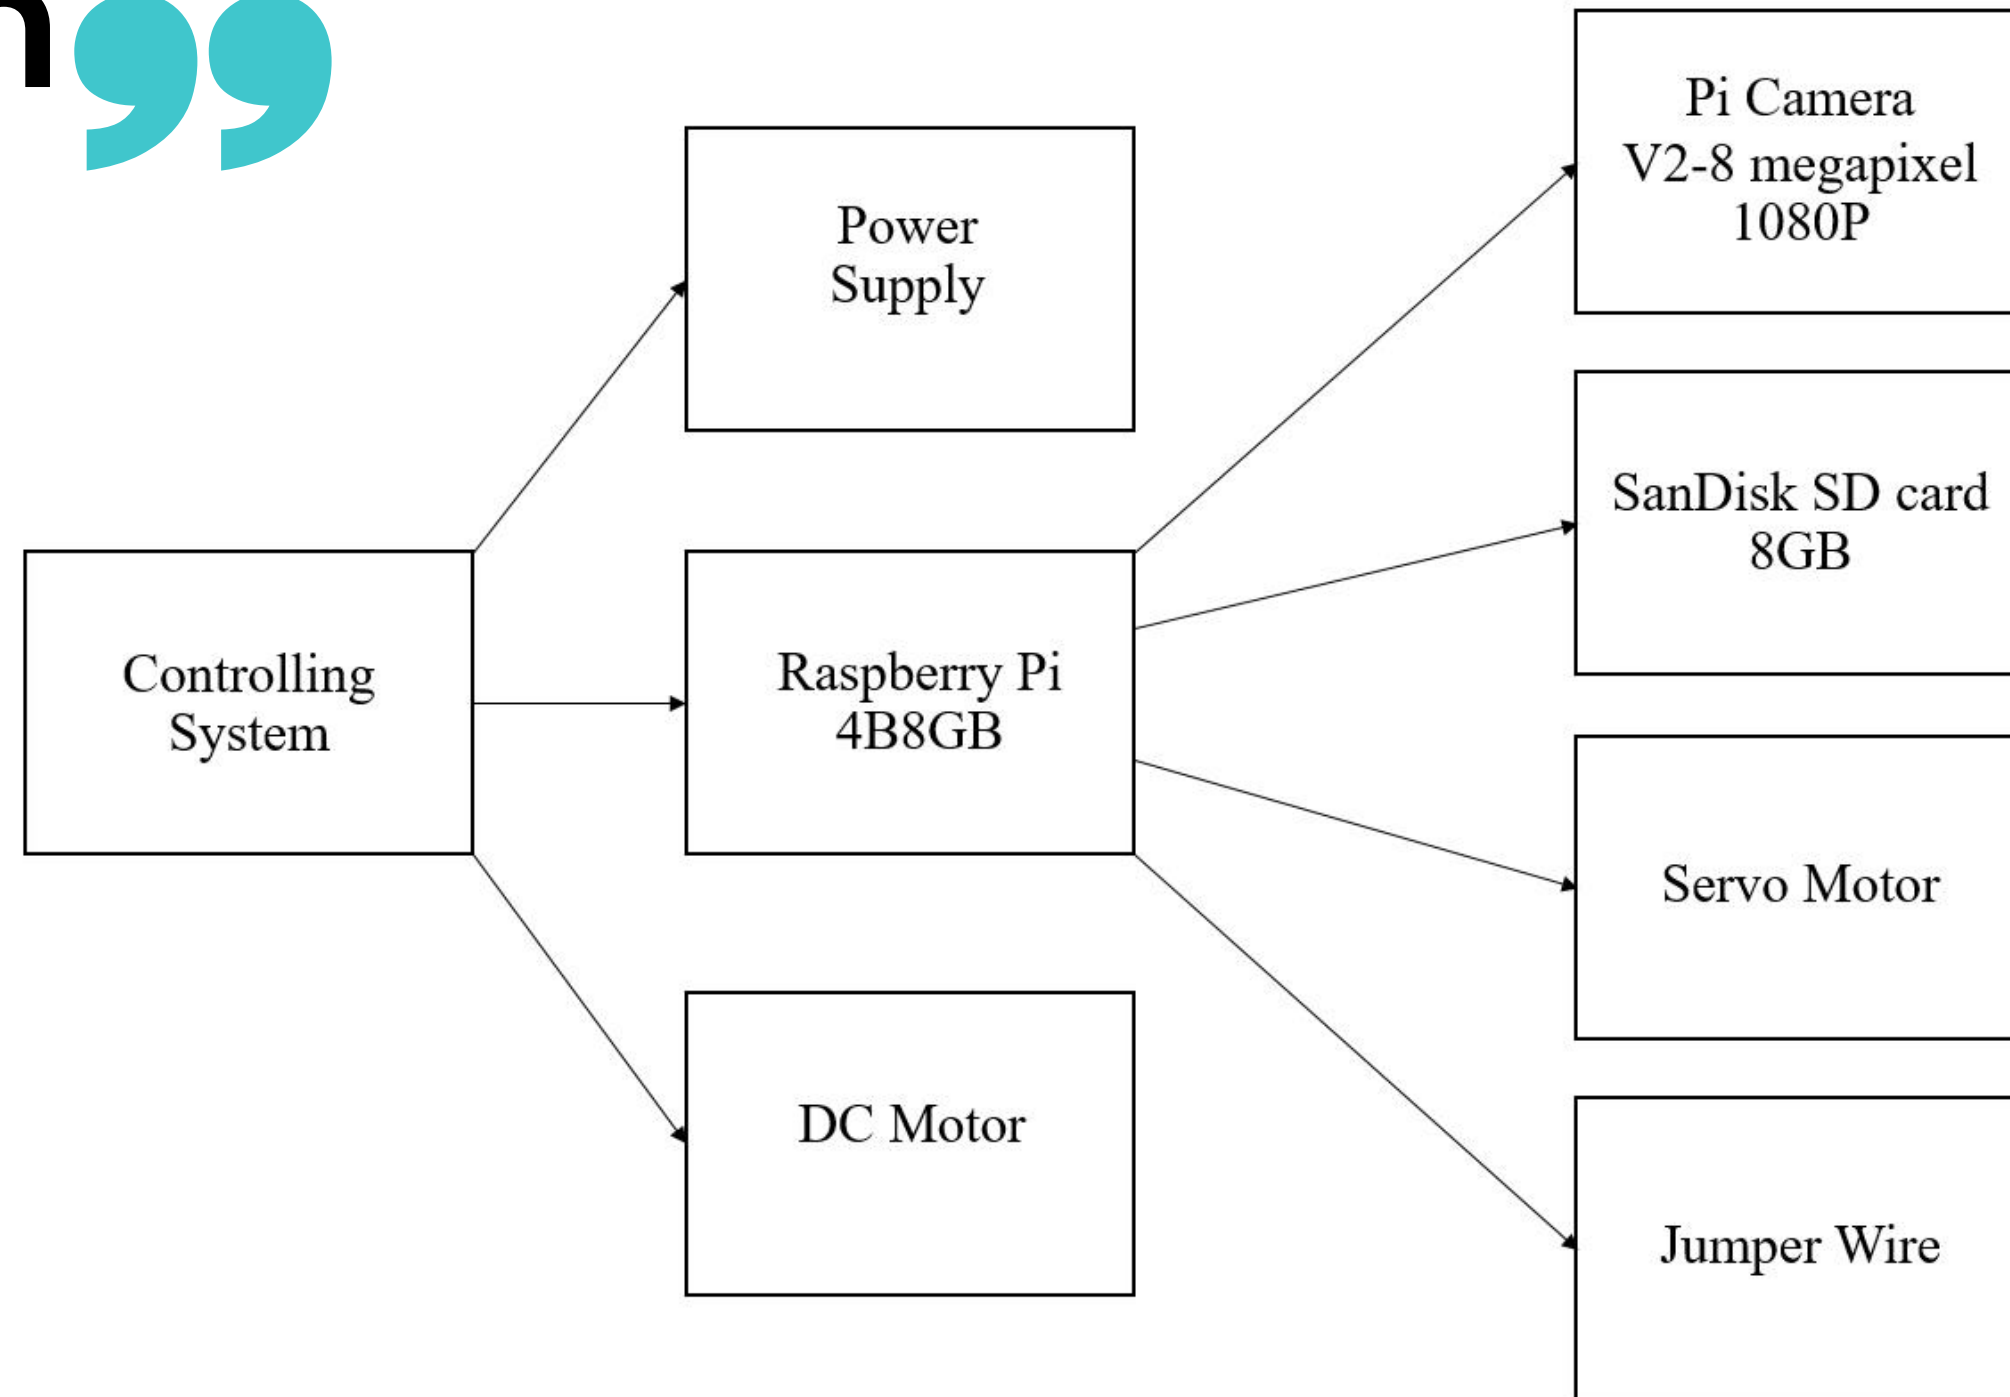 n”
Power
Supply
Controlling
System
Raspberry Pi
4B8GB
DC Motor
Pi Camera
V2-8 megapixel
1080P
SanDisk SD card
8GB
Servo Motor
Jumper Wire